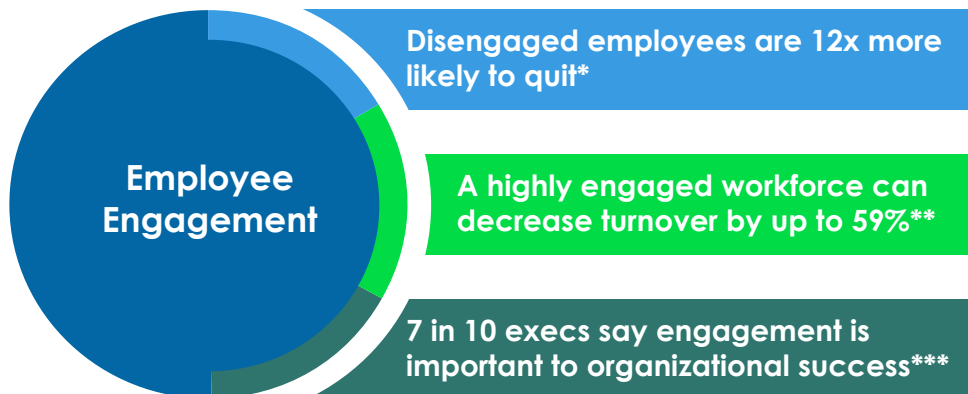 Employee
Engagement
Disengaged employees are 12x more
likely to quit*
A highly engaged workforce can
decrease turnover by up to 59%**
7 in 10 execs say engagement is
important to organizational success***